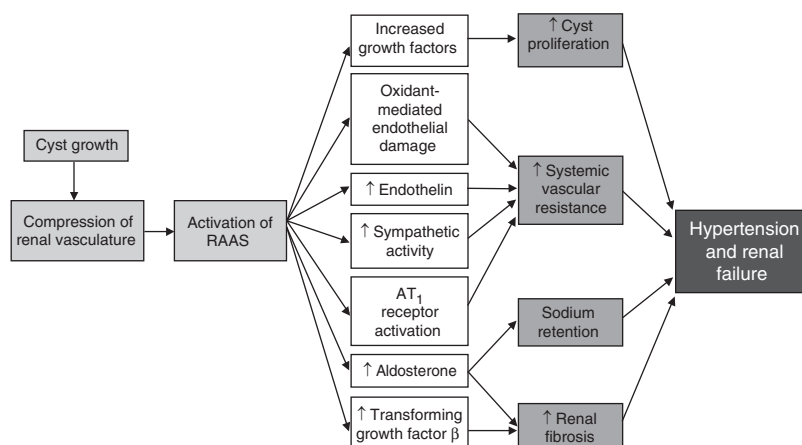 Cyst growth
Compression of
renal vasculature
Activation of
RAAS
Increased
growth factors
Oxidant-
mediated
endothelial
damage
↑ Endothelin
↑ Sympathetic
activity
AT1
receptor
activation
↑ Aldosterone
↑ Transforming
growth factor β
↑ Cyst
proliferation
↑ Systemic
vascular
resistance
Sodium
retention
↑ Renal
fibrosis
Hypertension
and renal
failure